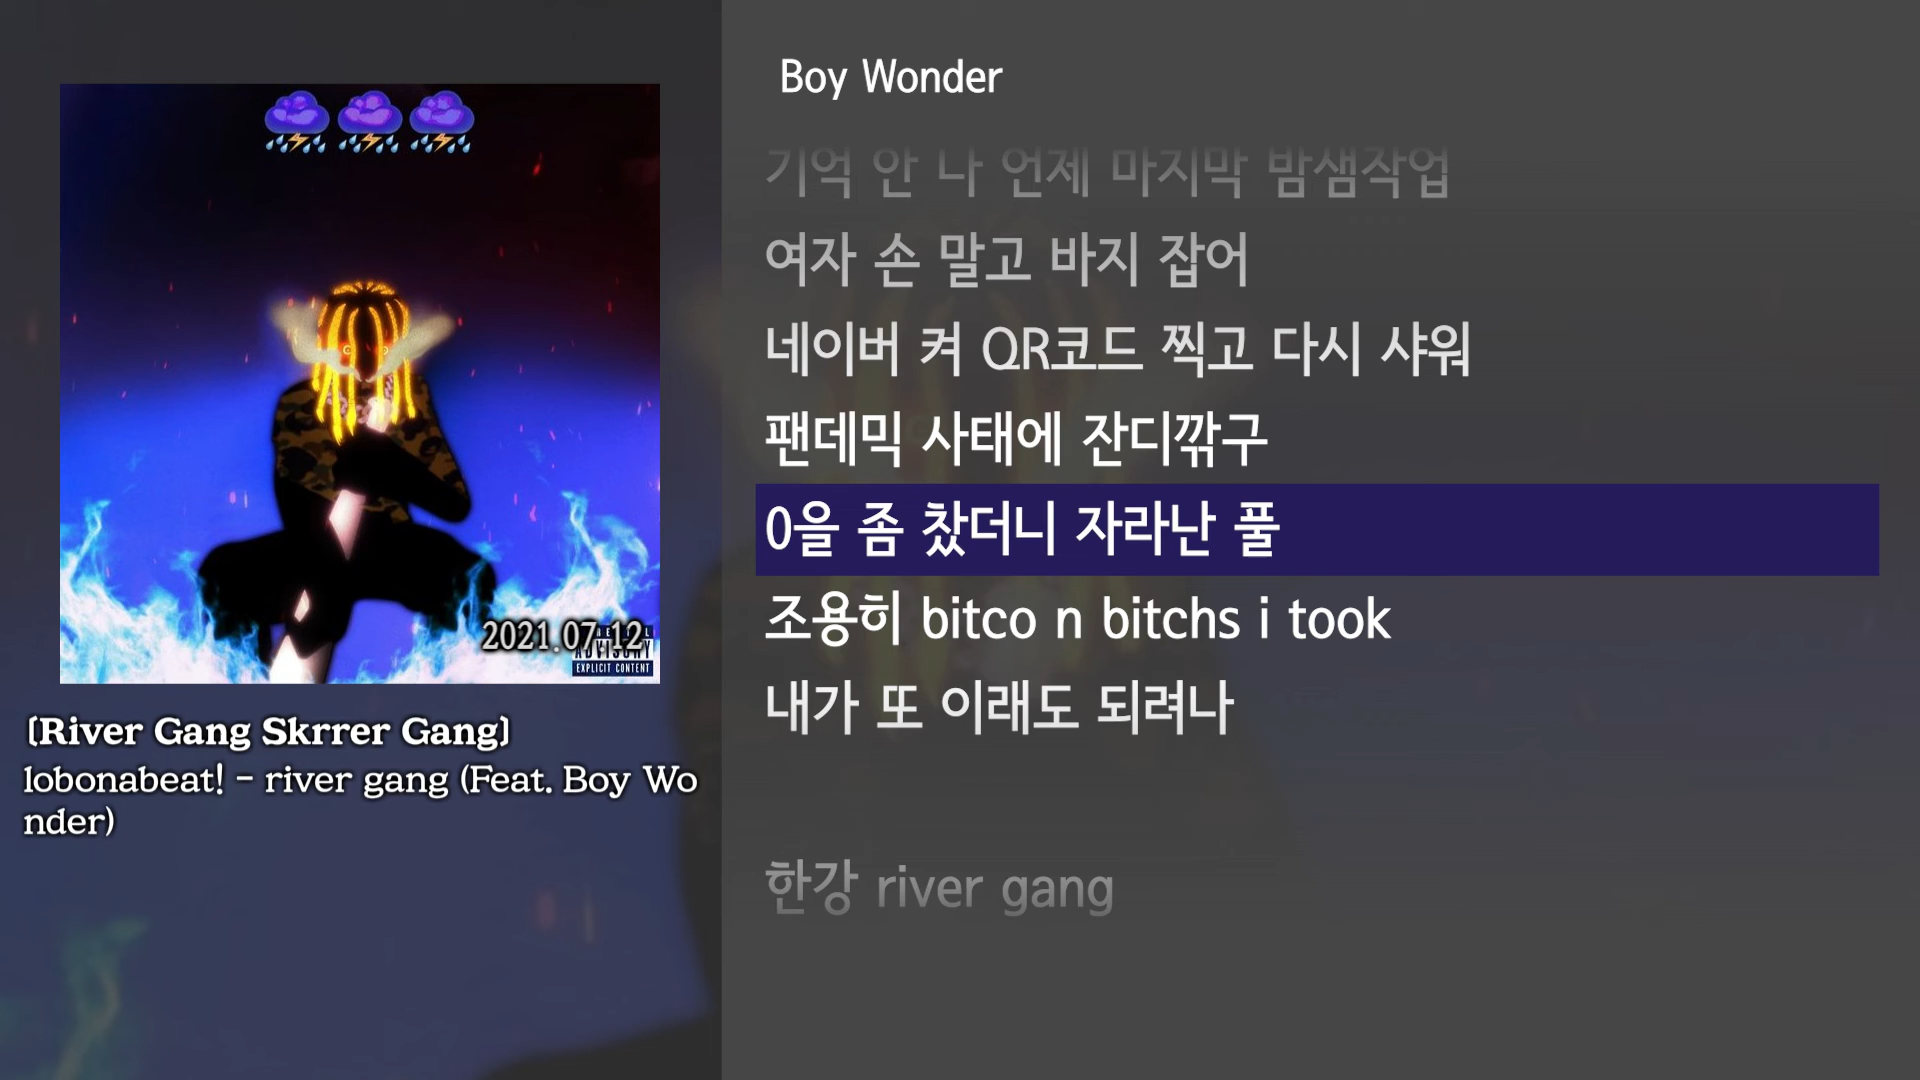 2021.07.12
ADVISORY
EXPLICIT CONTENT
[River Gang Skrrer Gang]
lobonabeat! - river gang (Feat. Boy Wo
nder)
Boy Wonder
기억 안 나 언제 마지막 밤샘작업
여자 손 말고 바지 잡어
네이버 켜 QR코드 찍고 다시 샤워
팬데믹 사태에 잔디깎구
0을 좀 찼더니 자라난 풀
조용히 bitco n bitchs i took
내가 또 이래도 되려나
한강 river gang